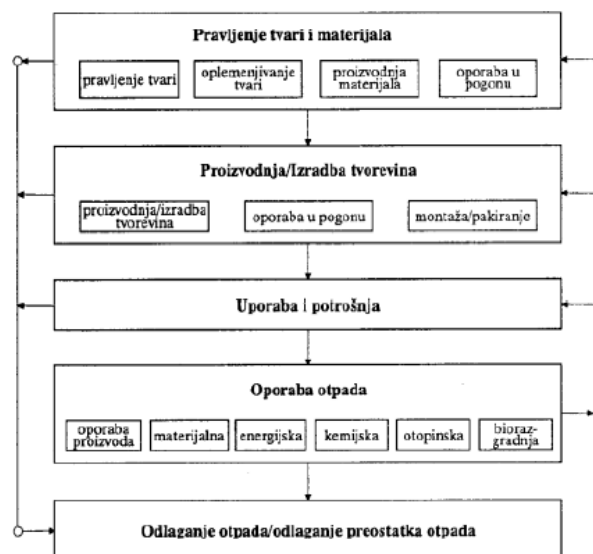 Pravljenje tvari i materijala
pravljenje tvari
oplemenjivanje
tvari
proizvodnja
materijala
oporaba u
pogonu
Proizvodnja/Izradba tvorevina
proizvodnja/izradba
tvorevina
oporaba u pogonu
montaža/pakiranje
Uporaba i potrošnja
Oporaba otpada
oporaba
proizvoda
materijalna
energijska
kemijska
otopinska
bioraz-
gradnja
Odlaganje otpada/odlaganje preostatka otpada